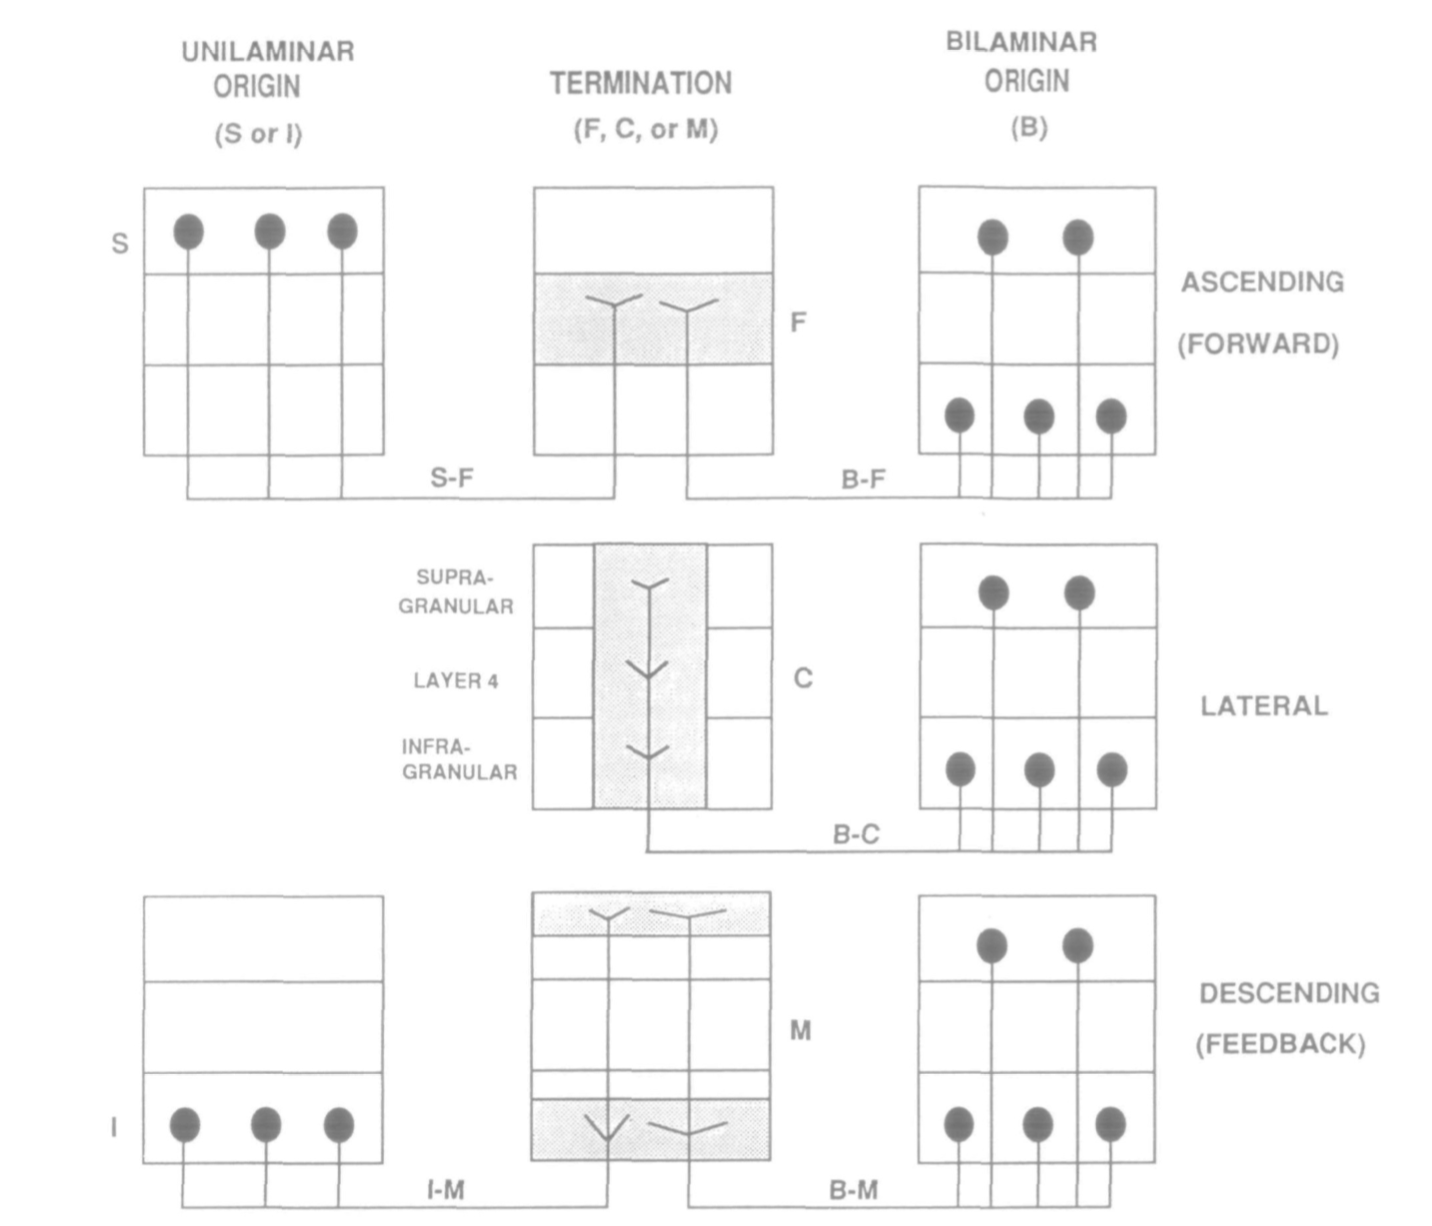 UNILAMINAR
ORIGIN
(S or I)
TERMINATION
(F, C, or M)
BILAMINAR
ORIGIN
(B)
S
F
ASCENDING
(FORWARD)
S-F
B-F
SUPRA-
GRANULAR
LAYER 4
INFRA-
GRANULAR
C
LATERAL
B-C
M
DESCENDING
(FEEDBACK)
I
I-M
B-M